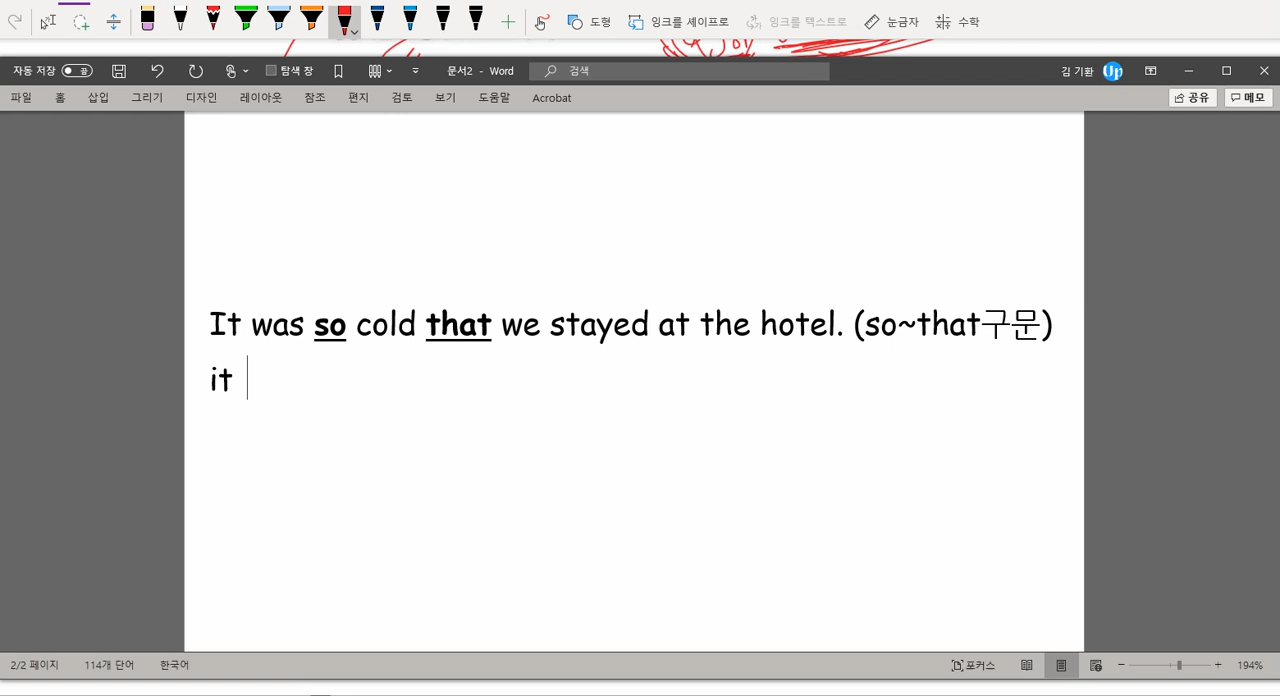 도형 잉크를 셰이프로 잉크를 텍스트로 눈금자 수학
자동 저장 끔 탐색 창 문서2 - Word 검색 김 기환 Up
파일 홈 삽입 그리기 디자인 레이아웃 참조 편지 검토 보기 도움말 Acrobat 공유 메모
It was so cold that we stayed at the hotel. (so~that구문)
it
2/2 페이지 114개 단어 한국어 포커스 194%